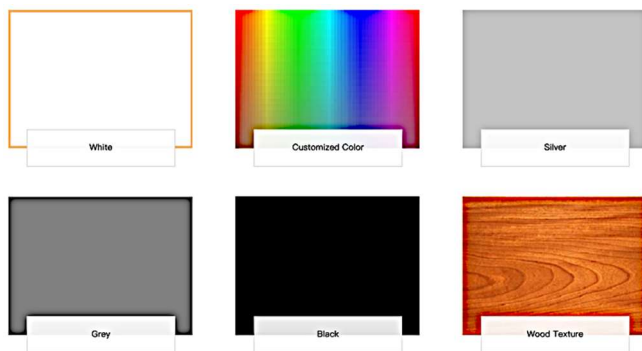 White
Customized Color
Silver
Grey
Black
Wood Texture